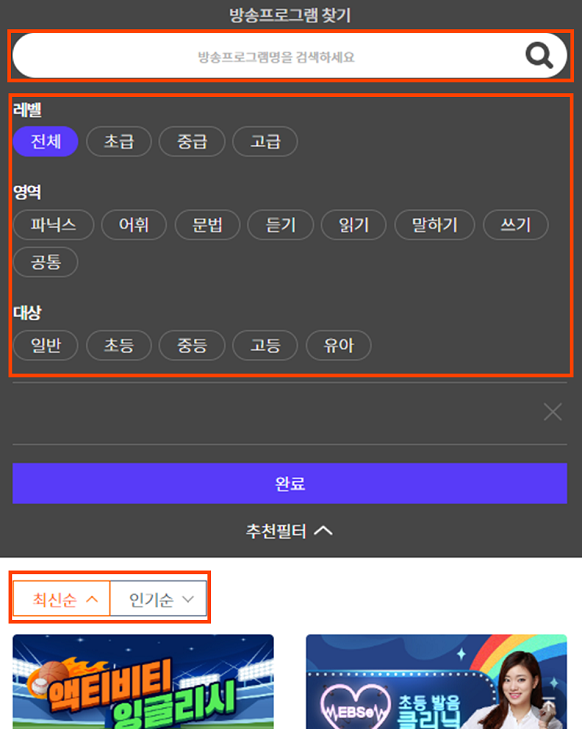 방송프로그램 찾기
방송프로그램명을 검색하세요
레벨
전체 초급 중급 고급
영역
파닉스 어휘 문법 듣기 읽기 말하기 쓰기
공통
대상
일반 초등 중등 고등 유아
완료
추천필터
최신순 인기순
액티비티
잉글리시
EBSe
초등 발음
클리닉